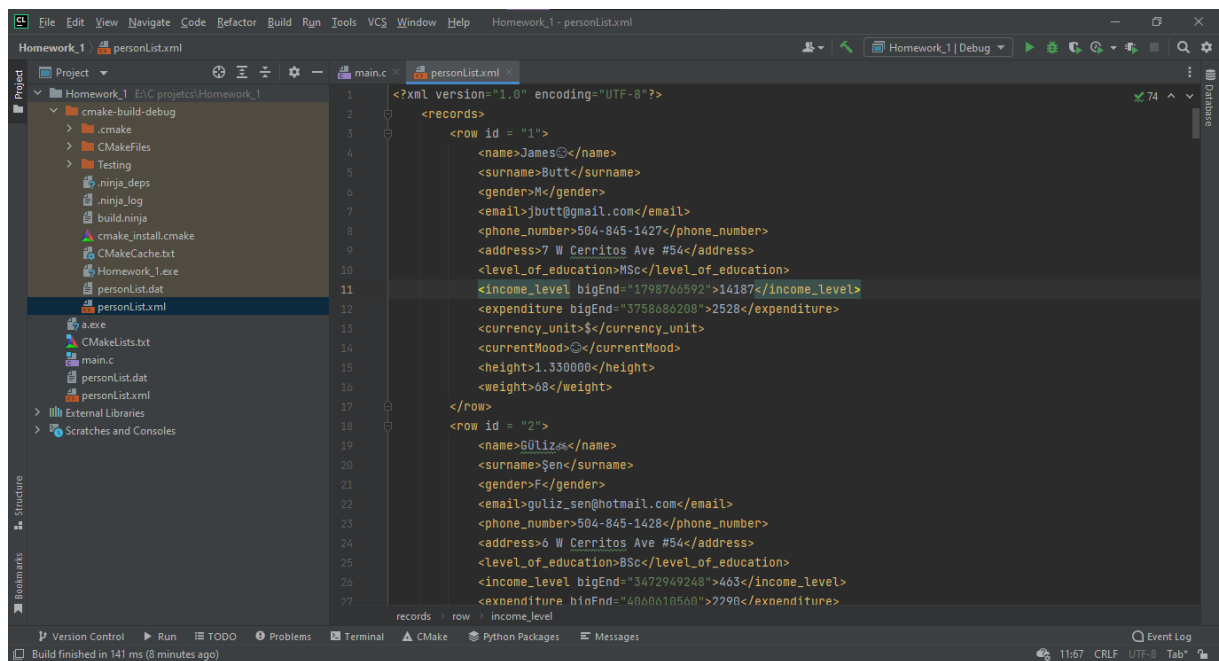 File Edit View Navigate Code Refactor Build Run Tools VCS Window Help Homework_1 - personList.xml
Homework_1 personList.xml
Homework_1 | Debug
Project
Project
main.c
personList.xml
Homework_1 E:\C projetcs\Homework_1
cmake-build-debug
.cmake
CMakeFiles
Testing
.ninja_deps
.ninja_log
build.ninja
cmake_install.cmake
CMakeCache.txt
Homework_1.exe
personList.dat
personList.xml
a.exe
CMakeLists.txt
main.c
personList.dat
personList.xml
External Libraries
Scratches and Consoles
Structure
Bookmarks
1 <?xml version="1.0" encoding="UTF-8"?>
2 <records>
3 <row id = "1">
4 <name>James☺</name>
5 <surname>Butt</surname>
6 <gender>M</gender>
7 <email>jbutt@gmail.com</email>
8 <phone_number>504-845-1427</phone_number>
9 <address>7 W Cerritos Ave #54</address>
10 <level_of_education>MSc</level_of_education>
11 <income_level bigEnd="1798766592">14187</income_level>
12 <expenditure bigEnd="3758686208">2528</expenditure>
13 <currency_unit>$</currency_unit>
14 <currentMood>☺</currentMood>
15 <height>1.330000</height>
16 <weight>68</weight>
17 </row>
18 <row id = "2">
19 <name>Güliz🚲</name>
20 <surname>Şen</surname>
21 <gender>F</gender>
22 <email>guliz_sen@hotmail.com</email>
23 <phone_number>504-845-1428</phone_number>
24 <address>6 W Cerritos Ave #54</address>
25 <level_of_education>BSc</level_of_education>
26 <income_level bigEnd="3472949248">463</income_level>
27 <expenditure bigEnd="4060610560">2290</expenditure>
74
Database
records row income_level
Version Control Run TODO Problems Terminal CMake Python Packages Messages Event Log
Build finished in 141 ms (8 minutes ago) 11:67 CRLF UTF-8 Tab*